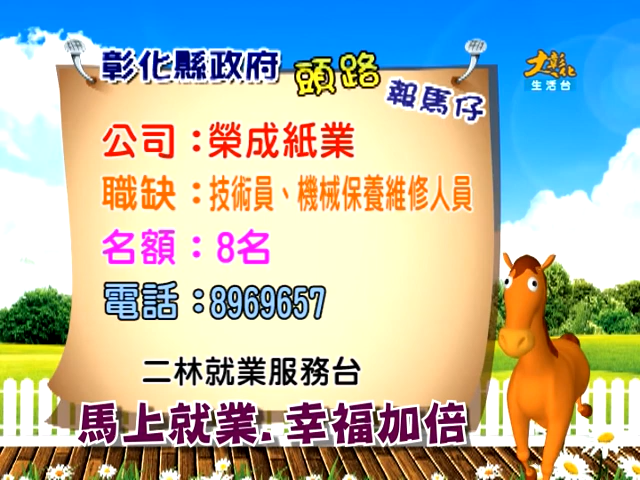 彰化縣政府 頭路 報馬仔
大彰化
生活台
公司：榮成紙業
職缺：技術員、機械保養維修人員
名額：8名
電話：8969657
二林就業服務台
馬上就業.幸福加倍